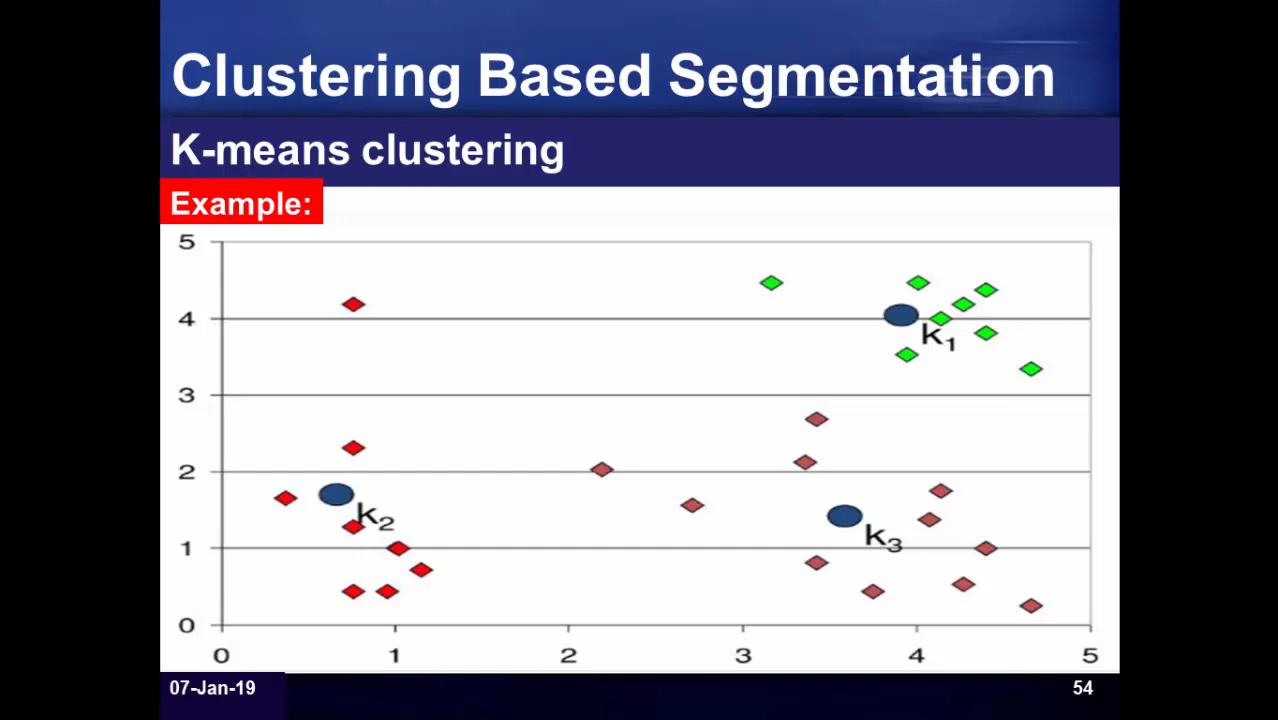 Clustering Based Segmentation
K-means clustering
Example:
5
4
3
2
1
0
k₁
k₂
k₃
0 1 2 3 4 5
07-Jan-19
54